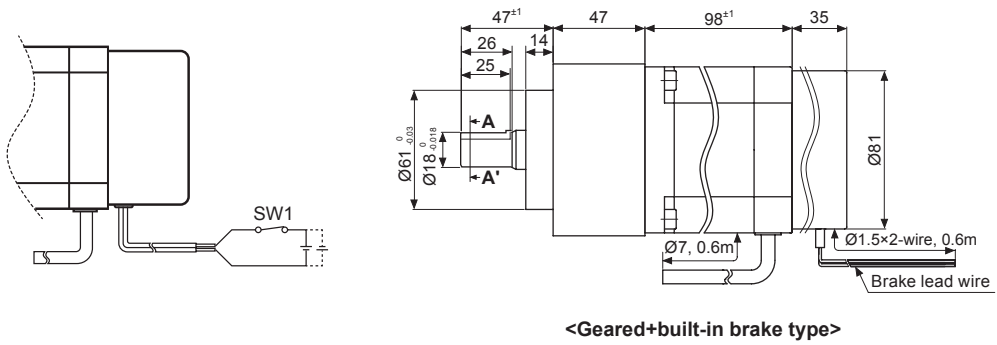 SW1
47±1
47
98±1
35
26
14
25
A
A'
Ø61 0 -0.03
Ø18 0 -0.018
Ø81
Ø7, 0.6m
Ø1.5×2-wire, 0.6m
Brake lead wire
<Geared+built-in brake type>